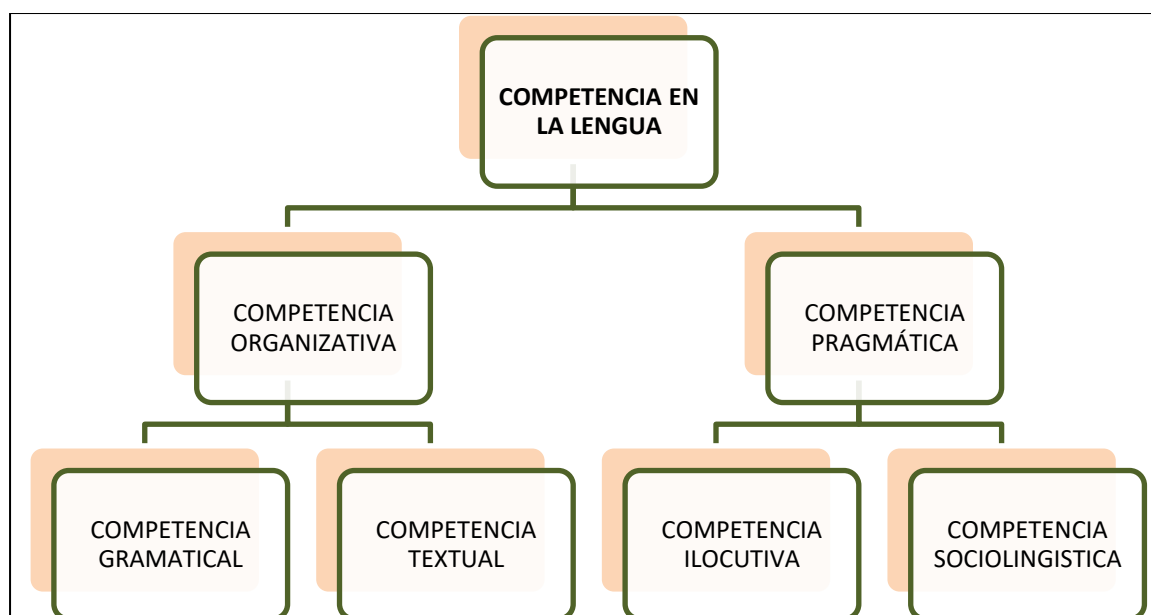 COMPETENCIA EN
LA LENGUA
COMPETENCIA
ORGANIZATIVA
COMPETENCIA
PRAGMÁTICA
COMPETENCIA
GRAMATICAL
COMPETENCIA
TEXTUAL
COMPETENCIA
ILOCUTIVA
COMPETENCIA
SOCIOLINGISTICA